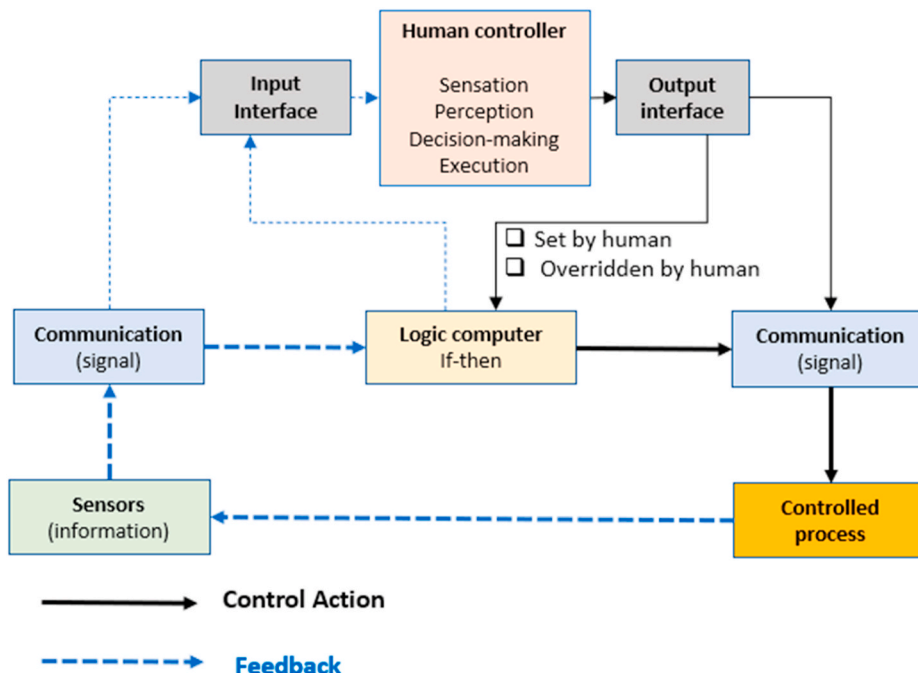 Human controller
Sensation
Perception
Decision-making
Execution
Input
Interface
Output
interface
❑ Set by human
❑ Overridden by human
Communication
(signal)
Logic computer
If-then
Communication
(signal)
Sensors
(information)
Controlled
process
Control Action
Feedback